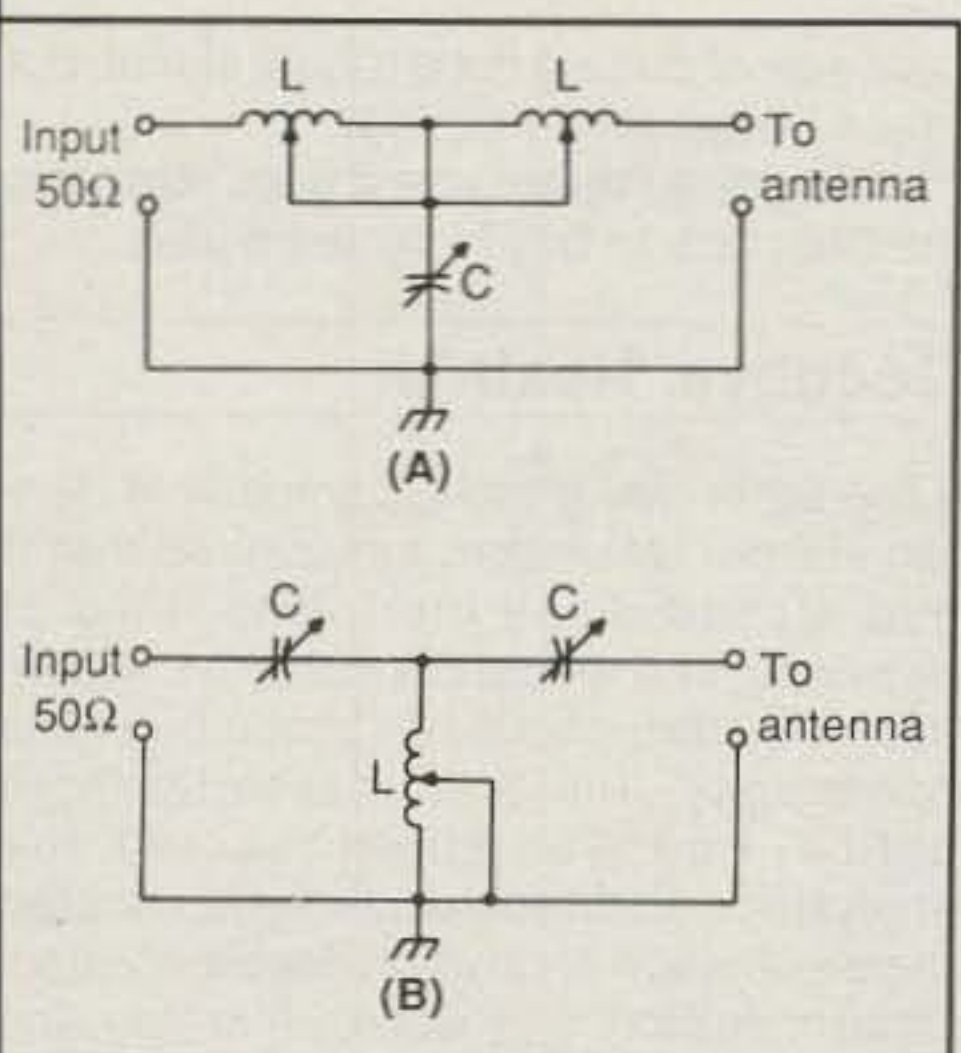 L L
Input 50Ω
To antenna
C
(A)
C C
Input 50Ω
To antenna
L
(B)